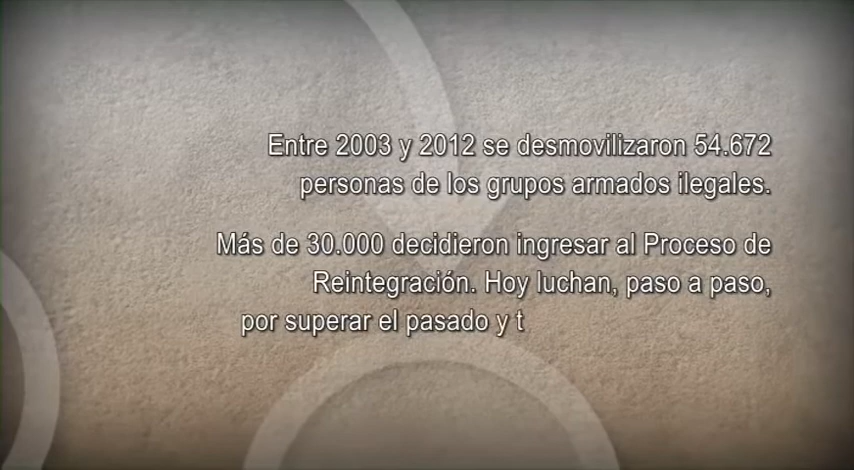 Entre 2003 y 2012 se desmovilizaron 54.672
personas de los grupos armados ilegales.
Más de 30.000 decidieron ingresar al Proceso de
Reintegración. Hoy luchan, paso a paso,
por superar el pasado y t